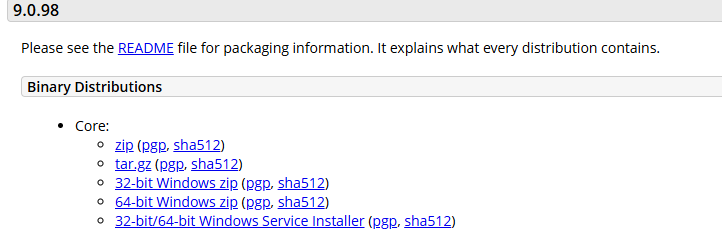 9.0.98
Please see the README file for packaging information. It explains what every distribution contains.
Binary Distributions
• Core:
○ zip (pgp, sha512)
○ tar.gz (pgp, sha512)
○ 32-bit Windows zip (pgp, sha512)
○ 64-bit Windows zip (pgp, sha512)
○ 32-bit/64-bit Windows Service Installer (pgp, sha512)